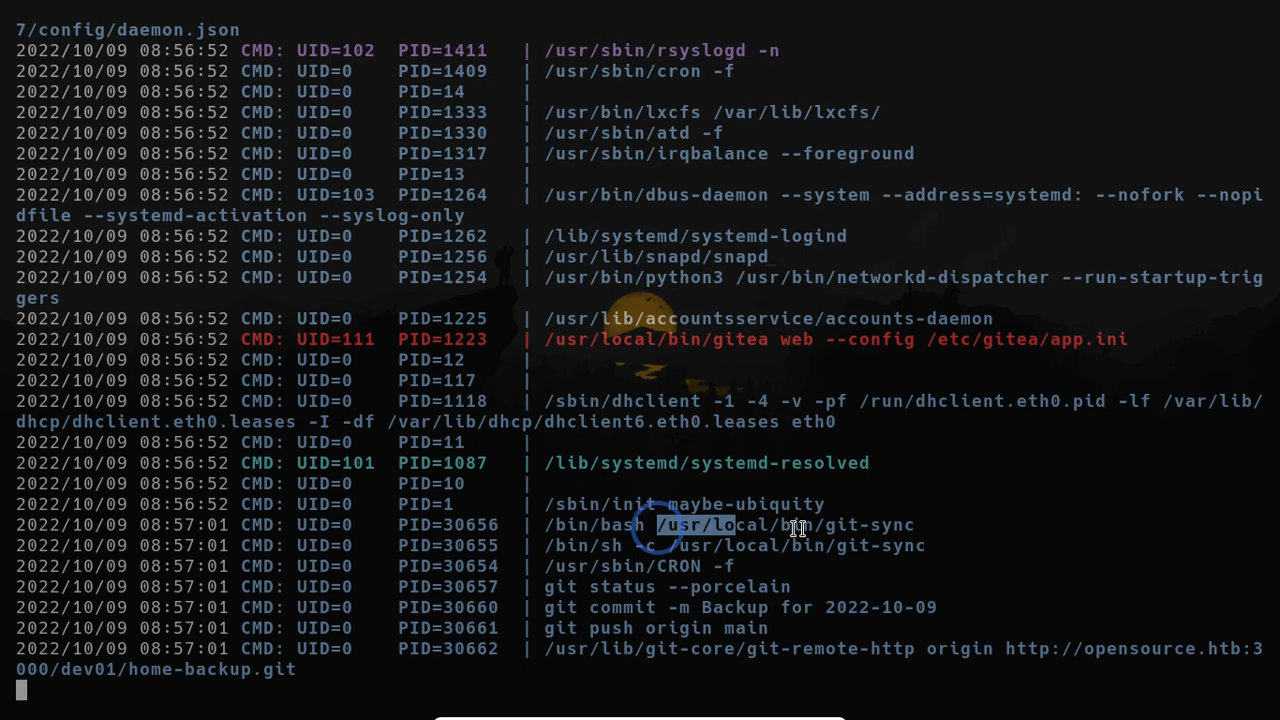 7/config/daemon.json
2022/10/09 08:56:52 CMD: UID=102  PID=1411   | /usr/sbin/rsyslogd -n
2022/10/09 08:56:52 CMD: UID=0    PID=1409   | /usr/sbin/cron -f
2022/10/09 08:56:52 CMD: UID=0    PID=14     |
2022/10/09 08:56:52 CMD: UID=0    PID=1333   | /usr/bin/lxcfs /var/lib/lxcfs/
2022/10/09 08:56:52 CMD: UID=0    PID=1330   | /usr/sbin/atd -f
2022/10/09 08:56:52 CMD: UID=0    PID=1317   | /usr/sbin/irqbalance --foreground
2022/10/09 08:56:52 CMD: UID=0    PID=13     |
2022/10/09 08:56:52 CMD: UID=103  PID=1264   | /usr/bin/dbus-daemon --system --address=systemd: --nofork --nopi
dfile --systemd-activation --syslog-only
2022/10/09 08:56:52 CMD: UID=0    PID=1262   | /lib/systemd/systemd-logind
2022/10/09 08:56:52 CMD: UID=0    PID=1256   | /usr/lib/snapd/snapd
2022/10/09 08:56:52 CMD: UID=0    PID=1254   | /usr/bin/python3 /usr/bin/networkd-dispatcher --run-startup-trig
gers
2022/10/09 08:56:52 CMD: UID=0    PID=1225   | /usr/lib/accountsservice/accounts-daemon
2022/10/09 08:56:52 CMD: UID=111  PID=1223   | /usr/local/bin/gitea web --config /etc/gitea/app.ini
2022/10/09 08:56:52 CMD: UID=0    PID=12     |
2022/10/09 08:56:52 CMD: UID=0    PID=117    |
2022/10/09 08:56:52 CMD: UID=0    PID=1118   | /sbin/dhclient -1 -4 -v -pf /run/dhclient.eth0.pid -lf /var/lib/
dhcp/dhclient.eth0.leases -I -df /var/lib/dhcp/dhclient6.eth0.leases eth0
2022/10/09 08:56:52 CMD: UID=0    PID=11     |
2022/10/09 08:56:52 CMD: UID=101  PID=1087   | /lib/systemd/systemd-resolved
2022/10/09 08:56:52 CMD: UID=0    PID=10     |
2022/10/09 08:56:52 CMD: UID=0    PID=1      | /sbin/init maybe-ubiquity
2022/10/09 08:57:01 CMD: UID=0    PID=30656  | /bin/bash /usr/local/bin/git-sync
2022/10/09 08:57:01 CMD: UID=0    PID=30655  | /bin/sh -c /usr/local/bin/git-sync
2022/10/09 08:57:01 CMD: UID=0    PID=30654  | /usr/sbin/CRON -f
2022/10/09 08:57:01 CMD: UID=0    PID=30657  | git status --porcelain
2022/10/09 08:57:01 CMD: UID=0    PID=30660  | git commit -m Backup for 2022-10-09
2022/10/09 08:57:01 CMD: UID=0    PID=30661  | git push origin main
2022/10/09 08:57:01 CMD: UID=0    PID=30662  | /usr/lib/git-core/git-remote-http origin http://opensource.htb:3
000/dev01/home-backup.git